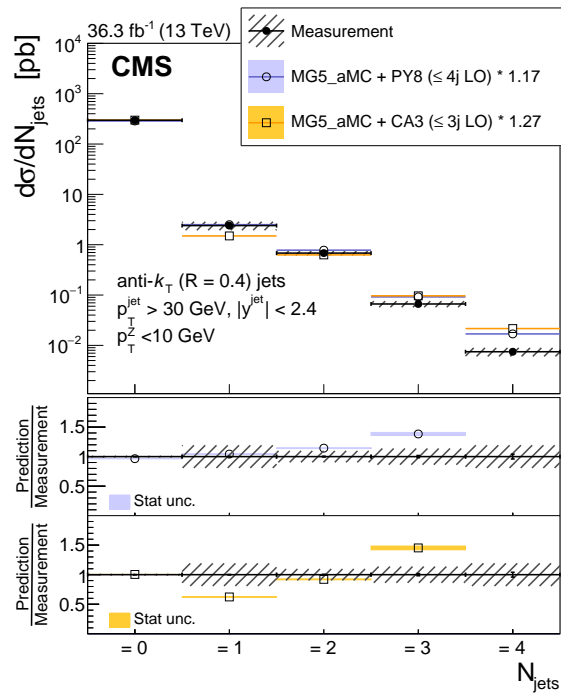 36.3 fb⁻¹ (13 TeV)
CMS
Measurement
MG5_aMC + PY8 (≤ 4j LO) * 1.17
MG5_aMC + CA3 (≤ 3j LO) * 1.27
dσ/dN_jets [pb]
10⁴
10³
10²
10
1
10⁻¹
10⁻²
anti-k_T (R = 0.4) jets
p_T^jet > 30 GeV, |y^jet| < 2.4
p_T^Z <10 GeV
Prediction
Measurement
1.5
1
0.5
Stat unc.
Prediction
Measurement
1.5
1
0.5
Stat unc.
= 0 = 1 = 2 = 3 = 4
N_jets